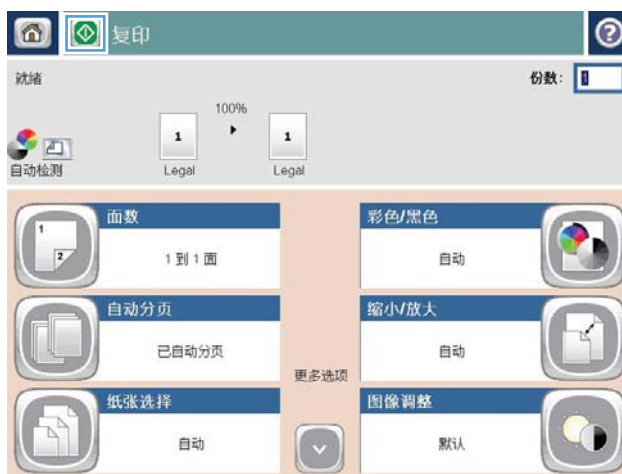 复印
?
就绪
份数: 1
100%
1
1
自动检测
Legal
Legal
面数
1
2
1 到 1 面
彩色/黑色
自动
自动分页
已自动分页
缩小/放大
自动
更多选项
纸张选择
自动
图像调整
默认